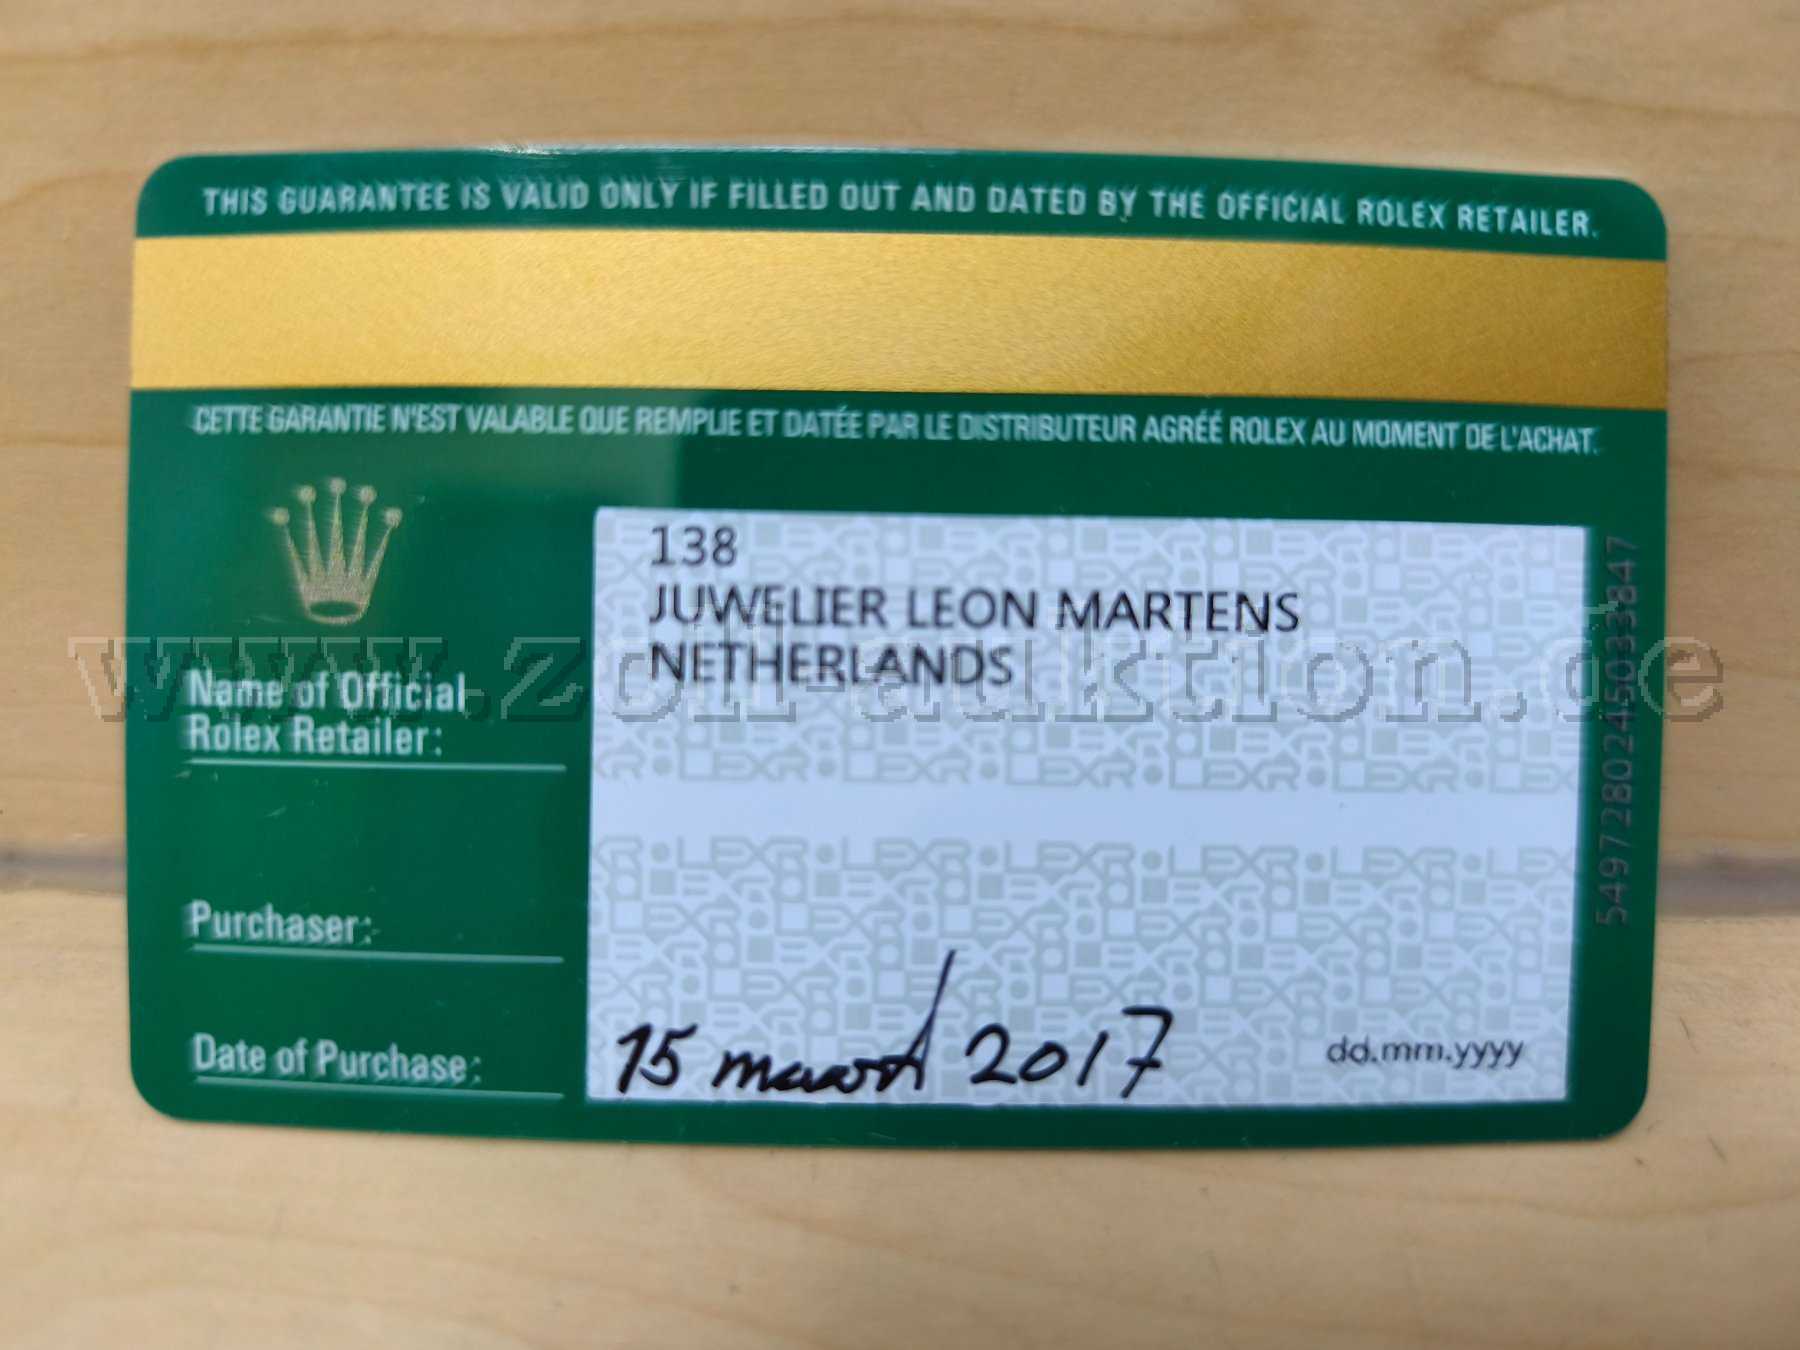 THIS GUARANTEE IS VALID ONLY IF FILLED OUT AND DATED BY THE OFFICIAL ROLEX RETAILER.
CETTE GARANTIE N'EST VALABLE QUE REMPLIE ET DATÉE PAR LE DISTRIBUTEUR AGRÉÉ ROLEX AU MOMENT DE L'ACHAT.
138
JUWELIER LEON MARTENS
NETHERLANDS
www.zoll-auktion.de
Name of Official
Rolex Retailer:
Purchaser:
Date of Purchase:
15 maart 2017
dd.mm.yyyy
5497280245033847